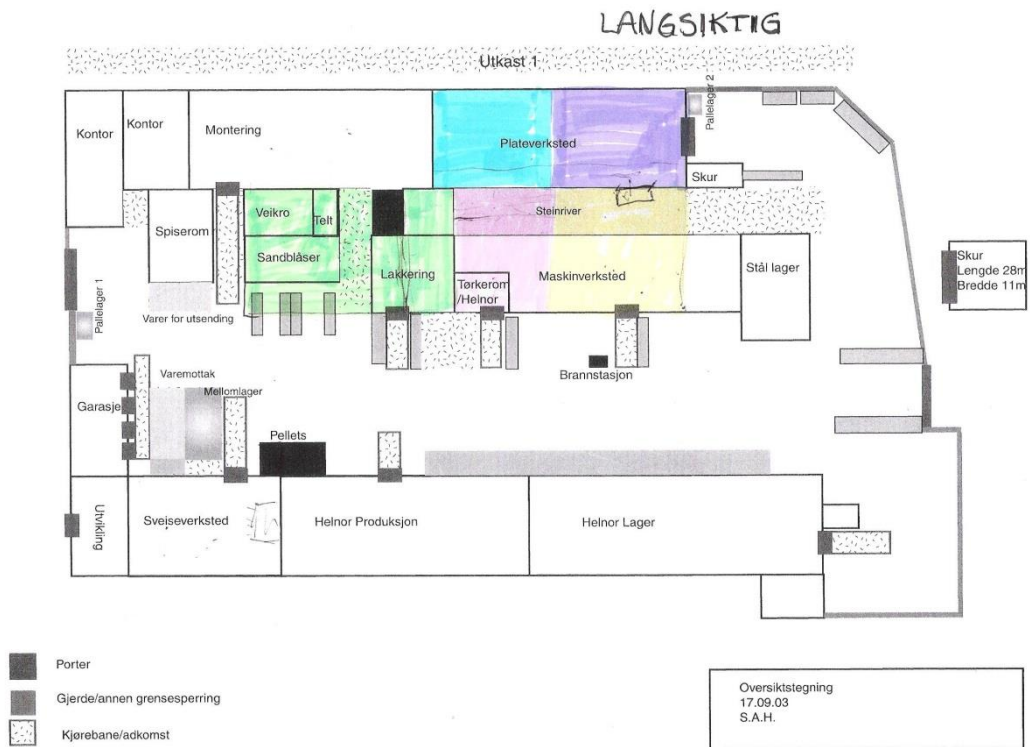 LANGSIKTIG
Utkast 1
Kontor
Kontor
Montering
Plateverksted
Pallelager 2
Skur
Veikro
Telt
Steinriver
Spiserom
Sandblåser
Lakkering
Tørkerom
/Helnor
Maskinverksted
Stål lager
Skur
Lengde 28m
Bredde 11m
Pallelager 1
Varer for utsending
Brannstasjon
Varemottak
Garasje
Mellomlager
Pellets
Utvikling
Sveiseverksted
Helnor Produksjon
Helnor Lager
Porter
Gjerde/annen grensesperring
Kjørebane/adkomst
Oversiktstegning
17.09.03
S.A.H.